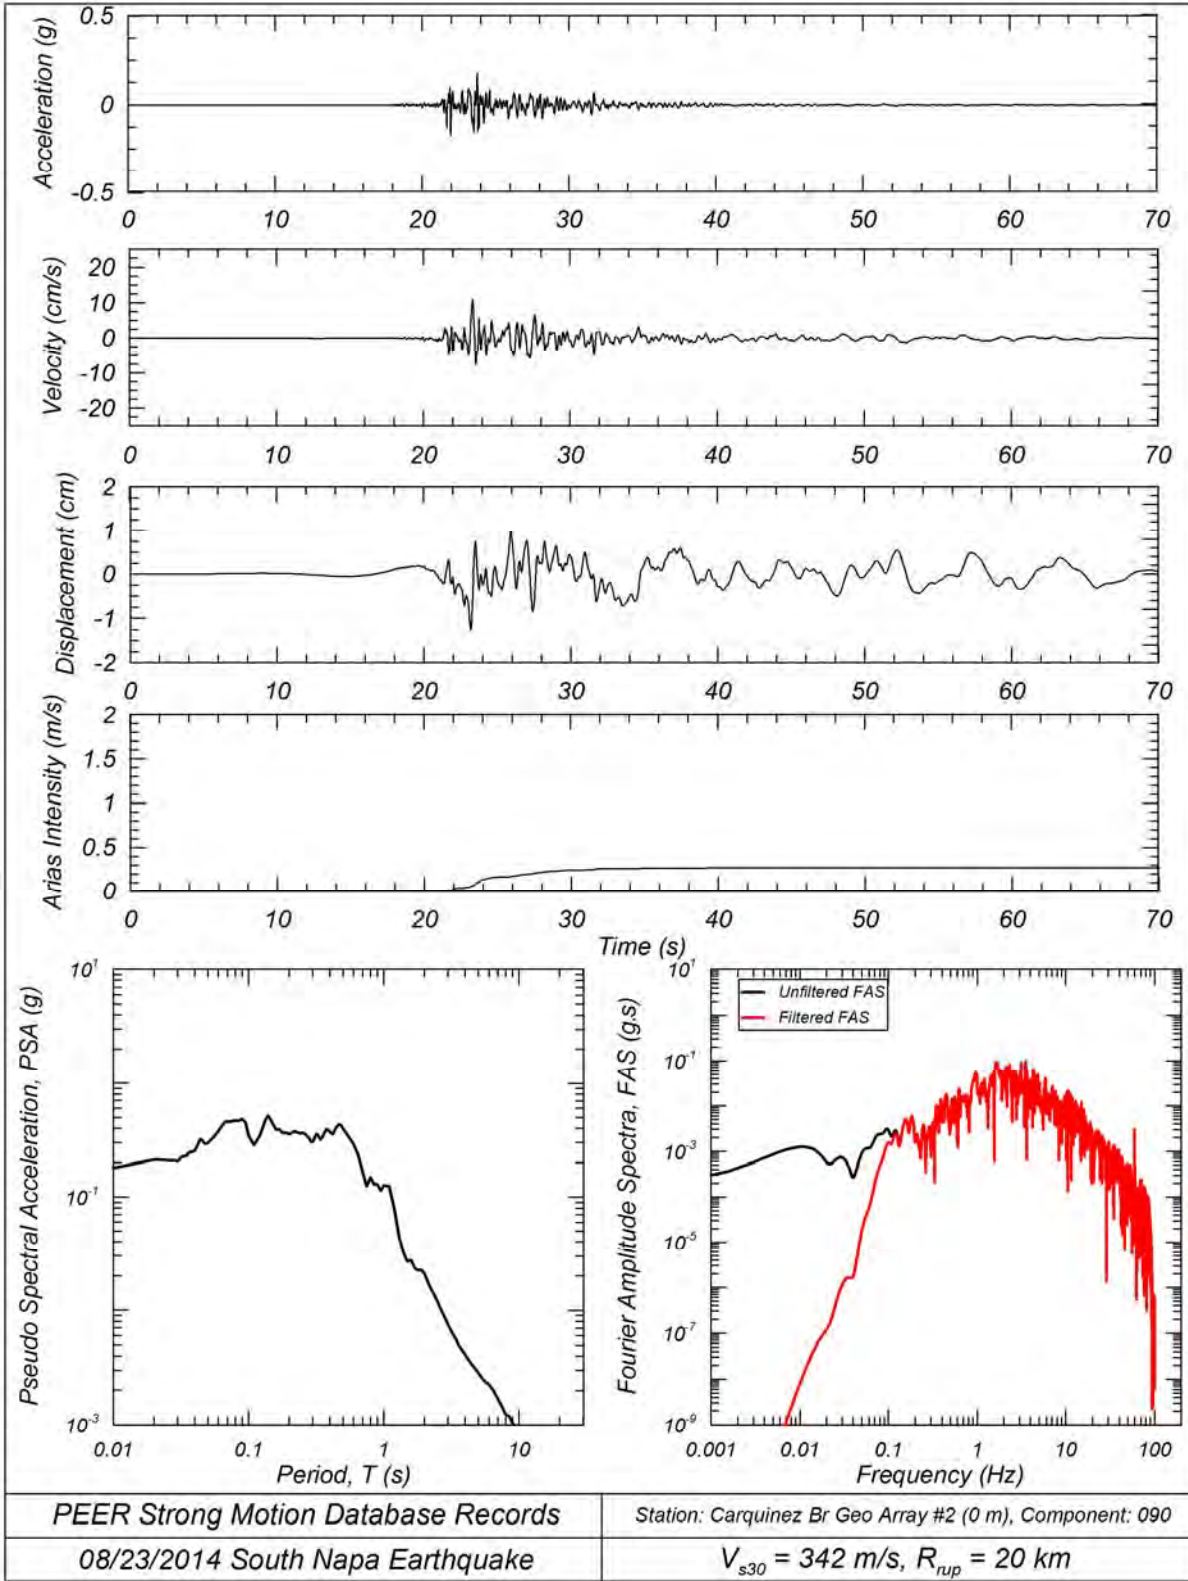 Acceleration (g)
0.5
0
-0.5
0 10 20 30 40 50 60 70
Velocity (cm/s)
20
10
0
-10
-20
0 10 20 30 40 50 60 70
Displacement (cm)
2
1
0
-1
-2
0 10 20 30 40 50 60 70
Arias Intensity (m/s)
2
1.5
1
0.5
0
0 10 20 30 40 50 60 70
Time (s)
Pseudo Spectral Acceleration, PSA (g)
10¹
10⁻¹
10⁻³
0.01 0.1 1 10
Period, T (s)
Fourier Amplitude Spectra, FAS (g.s)
10¹
10⁻¹
10⁻³
10⁻⁵
10⁻⁷
10⁻⁹
Unfiltered FAS
Filtered FAS
0.001 0.01 0.1 1 10 100
Frequency (Hz)
PEER Strong Motion Database Records
Station: Carquinez Br Geo Array #2 (0 m), Component: 090
08/23/2014 South Napa Earthquake
Vs30 = 342 m/s, Rrup = 20 km